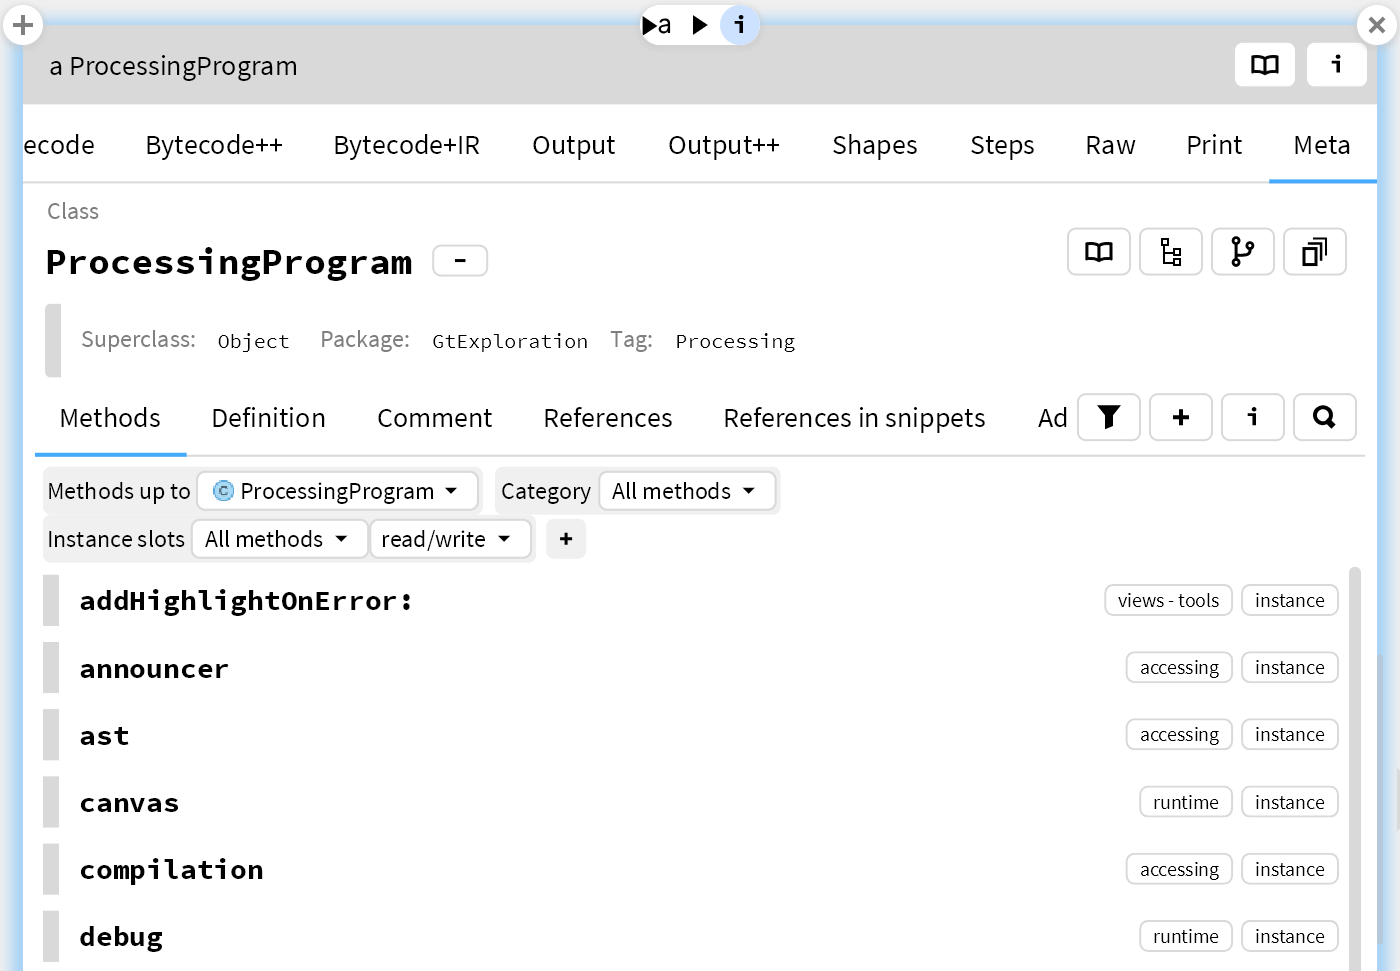 a
a ProcessingProgram
ecode Bytecode++ Bytecode+IR Output Output++ Shapes Steps Raw Print Meta
Class
ProcessingProgram -
Superclass: Object Package: GtExploration Tag: Processing
Methods Definition Comment References References in snippets Ad
Methods up to ProcessingProgram Category All methods
Instance slots All methods read/write +
addHighlightOnError: views - tools instance
announcer accessing instance
ast accessing instance
canvas runtime instance
compilation accessing instance
debug runtime instance